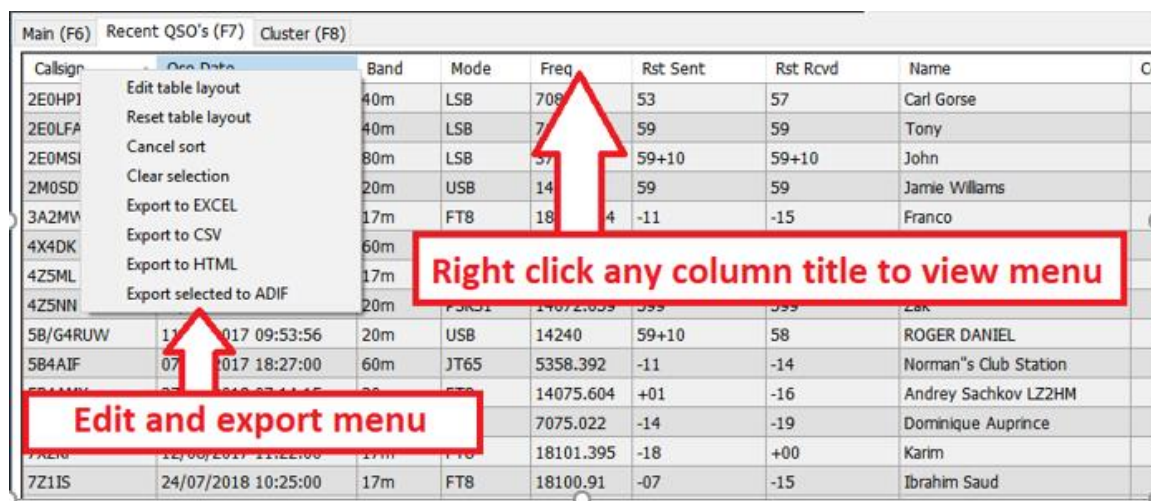 Main (F6) Recent QSO's (F7) Cluster (F8)
Callsign Qso Date Band Mode Freq Rst Sent Rst Rcvd Name
Edit table layout
Reset table layout
Cancel sort
Clear selection
Export to EXCEL
Export to CSV
Export to HTML
Export selected to ADIF
40m LSB 53 57 Carl Gorse
40m LSB 59 59 Tony
80m LSB 59+10 59+10 John
20m USB 59 59 Jamie Williams
3A2MW 17m FT8 -11 -15 Franco
4X4DK 60m
Right click any column title to view menu
4Z5ML 17m
4Z5NN 20m
5B/G4RUW 2017 09:53:56 20m USB 14240 59+10 58 ROGER DANIEL
5B4AIF 2017 18:27:00 60m JT65 5358.392 -11 -14 Norman"s Club Station
14075.604 +01 -16 Andrey Sachkov LZ2HM
Edit and export menu
7075.022 -14 -19 Dominique Auprince
18101.395 -18 +00 Karim
7Z1IS 24/07/2018 10:25:00 17m FT8 18100.91 -07 -15 Ibrahim Saud